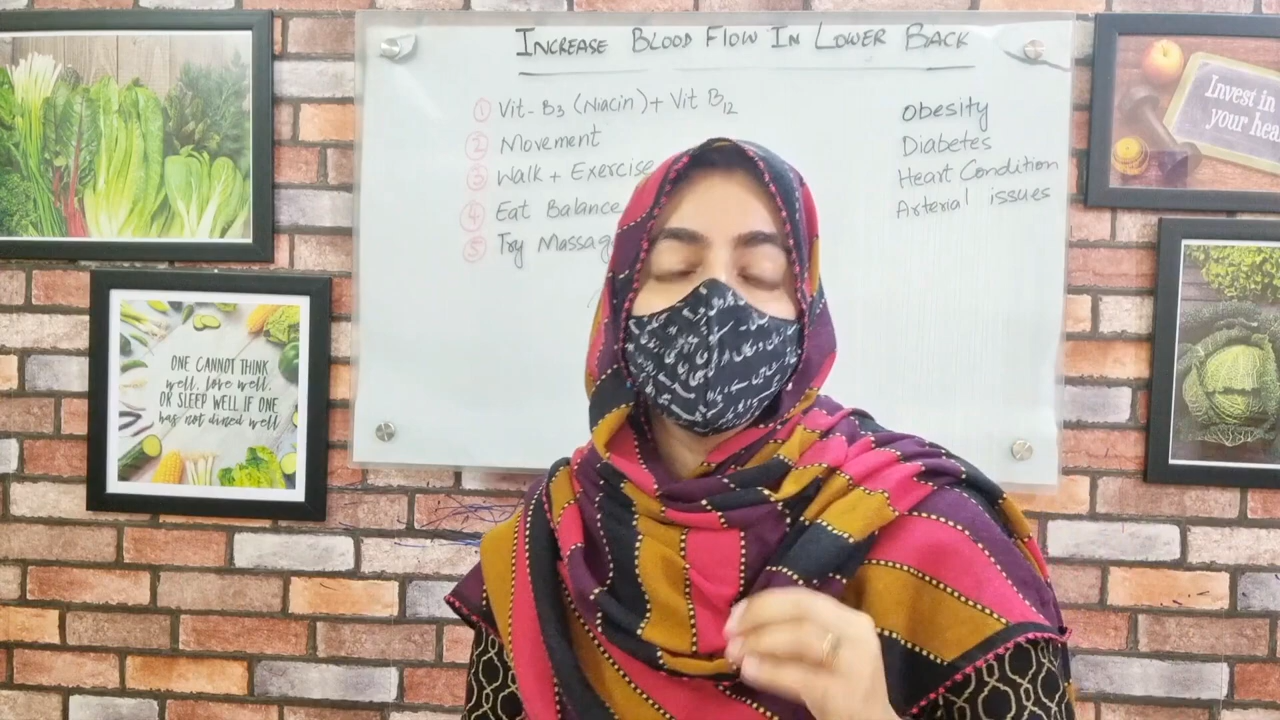 INCREASE BLOOD FLOW IN LOWER BACK
① Vit-B3 (Niacin) + Vit B12
② Movement
③ Walk + Exercise
④ Eat Balance
⑤ Try Massag
Obesity
Diabetes
Heart Condition
Arterial issues
Invest in
your hea
ONE CANNOT THINK
well, love well,
OR SLEEP WELL IF ONE
has not dined well